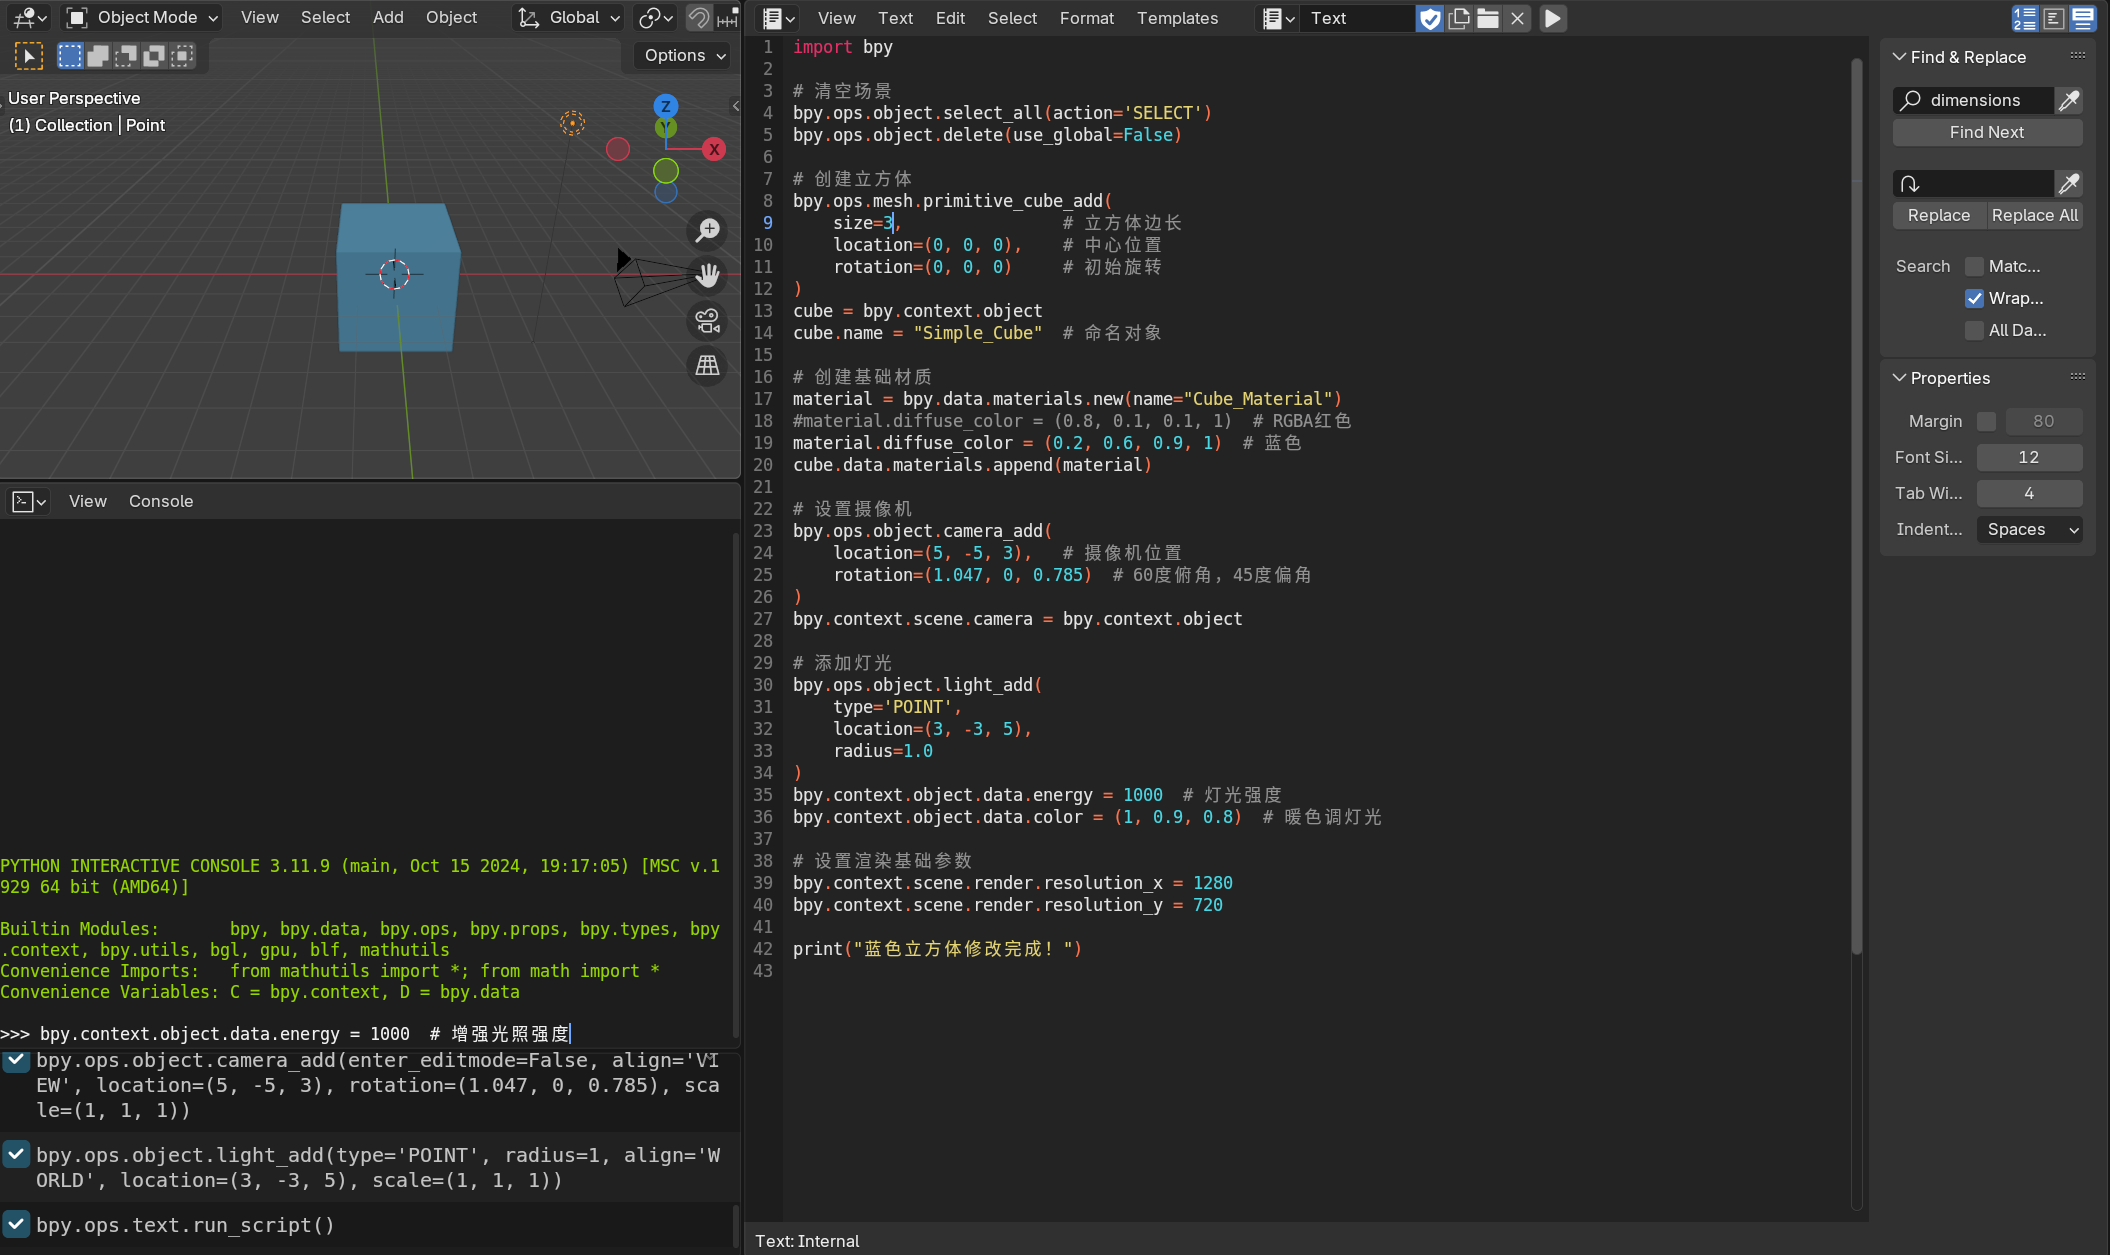 Object Mode View Select Add Object Global
Options
User Perspective
(1) Collection | Point
Z
Y
X
View Console
PYTHON INTERACTIVE CONSOLE 3.11.9 (main, Oct 15 2024, 19:17:05) [MSC v.1
929 64 bit (AMD64)]
Builtin Modules:       bpy, bpy.data, bpy.ops, bpy.props, bpy.types, bpy
.context, bpy.utils, bgl, gpu, blf, mathutils
Convenience Imports:   from mathutils import *; from math import *
Convenience Variables: C = bpy.context, D = bpy.data
>>> bpy.context.object.data.energy = 1000  # 增强光照强度
bpy.ops.object.camera_add(enter_editmode=False, align='VI
EW', location=(5, -5, 3), rotation=(1.047, 0, 0.785), sca
le=(1, 1, 1))
bpy.ops.object.light_add(type='POINT', radius=1, align='W
ORLD', location=(3, -3, 5), scale=(1, 1, 1))
bpy.ops.text.run_script()
View Text Edit Select Format Templates Text
1 import bpy
2
3 # 清空场景
4 bpy.ops.object.select_all(action='SELECT')
5 bpy.ops.object.delete(use_global=False)
6
7 # 创建立方体
8 bpy.ops.mesh.primitive_cube_add(
9     size=3,                # 立方体边长
10     location=(0, 0, 0),    # 中心位置
11     rotation=(0, 0, 0)     # 初始旋转
12 )
13 cube = bpy.context.object
14 cube.name = "Simple_Cube"  # 命名对象
15
16 # 创建基础材质
17 material = bpy.data.materials.new(name="Cube_Material")
18 #material.diffuse_color = (0.8, 0.1, 0.1, 1)  # RGBA红色
19 material.diffuse_color = (0.2, 0.6, 0.9, 1)  # 蓝色
20 cube.data.materials.append(material)
21
22 # 设置摄像机
23 bpy.ops.object.camera_add(
24     location=(5, -5, 3),   # 摄像机位置
25     rotation=(1.047, 0, 0.785)  # 60度俯角，45度偏角
26 )
27 bpy.context.scene.camera = bpy.context.object
28
29 # 添加灯光
30 bpy.ops.object.light_add(
31     type='POINT',
32     location=(3, -3, 5),
33     radius=1.0
34 )
35 bpy.context.object.data.energy = 1000  # 灯光强度
36 bpy.context.object.data.color = (1, 0.9, 0.8)  # 暖色调灯光
37
38 # 设置渲染基础参数
39 bpy.context.scene.render.resolution_x = 1280
40 bpy.context.scene.render.resolution_y = 720
41
42 print("蓝色立方体修改完成！")
43
Text: Internal
Find & Replace
dimensions
Find Next
Replace Replace All
Search Matc...
Wrap...
All Da...
Properties
Margin 80
Font Si... 12
Tab Wi... 4
Indent... Spaces